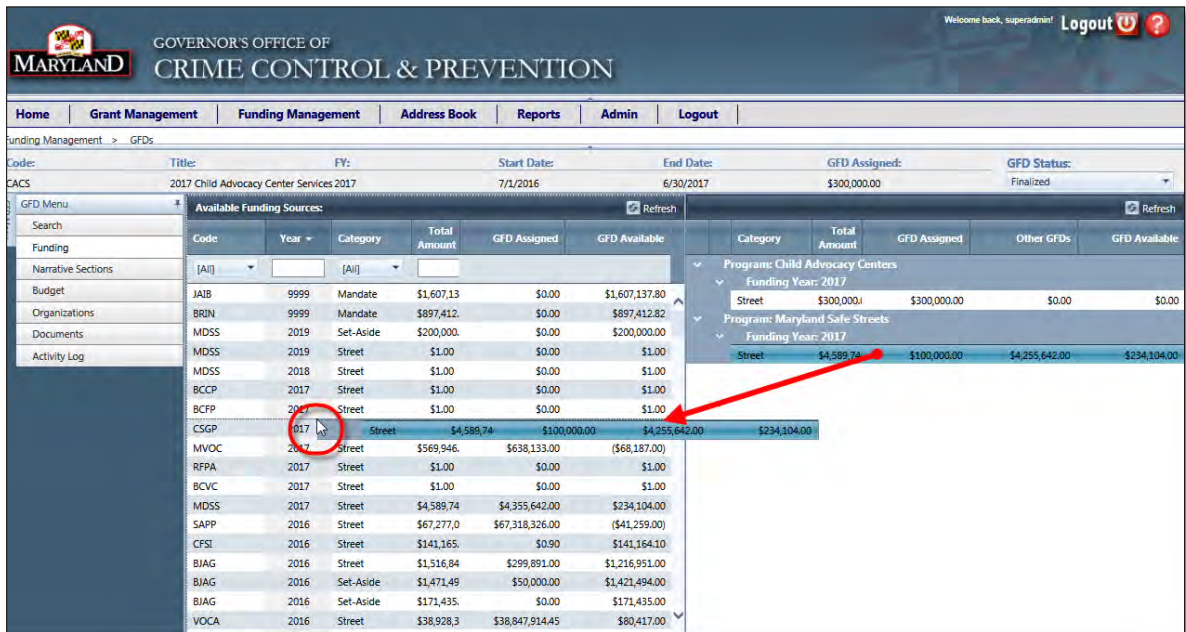 Welcome back, superadmin! Logout
MARYLAND
GOVERNOR'S OFFICE OF
CRIME CONTROL & PREVENTION
Home Grant Management Funding Management Address Book Reports Admin Logout
Funding Management > GFDs
Code: Title: FY: Start Date: End Date: GFD Assigned: GFD Status:
CACS 2017 Child Advocacy Center Services 2017 7/1/2016 6/30/2017 $300,000.00 Finalized
GFD Menu
Search
Funding
Narrative Sections
Budget
Organizations
Documents
Activity Log
Available Funding Sources: Refresh
Code Year Category Total Amount GFD Assigned GFD Available
[All] [All]
JAIB 9999 Mandate $1,607,13 $0.00 $1,607,137.80
BRIN 9999 Mandate $897,412. $0.00 $897,412.82
MDSS 2019 Set-Aside $200,000. $0.00 $200,000.00
MDSS 2019 Street $1.00 $0.00 $1.00
MDSS 2018 Street $1.00 $0.00 $1.00
BCCP 2017 Street $1.00 $0.00 $1.00
BCFP 2017 Street $1.00 $0.00 $1.00
CSGP 2017 Street $4,589,74 $100,000.00 $4,255,642.00 $234,104.00
MVOC 2017 Street $569,946. $638,133.00 ($68,187.00)
RFPA 2017 Street $1.00 $0.00 $1.00
BCVC 2017 Street $1.00 $0.00 $1.00
MDSS 2017 Street $4,589,74 $4,355,642.00 $234,104.00
SAPP 2016 Street $67,277,0 $67,318,326.00 ($41,259.00)
CFSI 2016 Street $141,165. $0.90 $141,164.10
BJAG 2016 Street $1,516,84 $299,891.00 $1,216,951.00
BJAG 2016 Set-Aside $1,471,49 $50,000.00 $1,421,494.00
BJAG 2016 Set-Aside $171,435. $0.00 $171,435.00
VOCA 2016 Street $38,928,3 $38,847,914.45 $80,417.00
Refresh
Category Total Amount GFD Assigned Other GFDs GFD Available
Program: Child Advocacy Centers
Funding Year: 2017
Street $300,000. $300,000.00 $0.00 $0.00
Program: Maryland Safe Streets
Funding Year: 2017
Street $4,589,74 $100,000.00 $4,255,642.00 $234,104.00